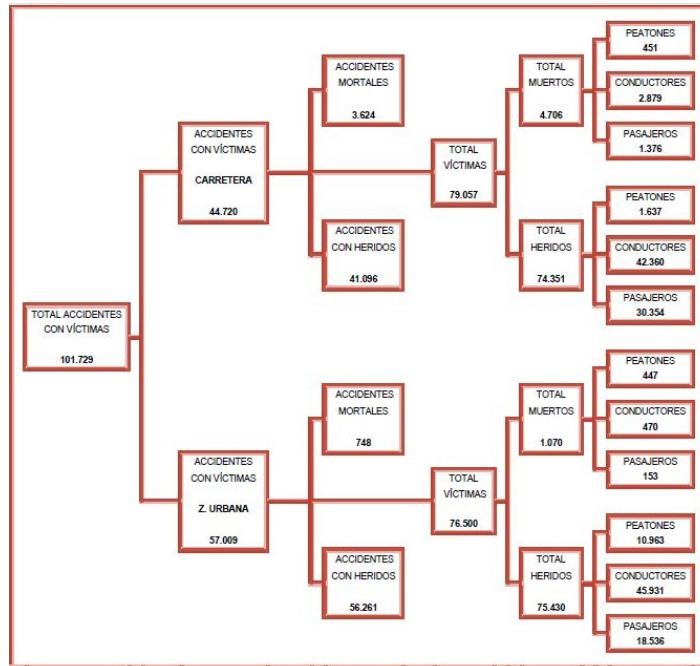 TOTAL ACCIDENTES
CON VÍCTIMAS
101.729
ACCIDENTES
CON VÍCTIMAS
CARRETERA
44.720
ACCIDENTES
MORTALES
3.624
ACCIDENTES
CON HERIDOS
41.096
TOTAL
VÍCTIMAS
79.057
TOTAL
MUERTOS
4.706
PEATONES
451
CONDUCTORES
2.879
PASAJEROS
1.376
TOTAL
HERIDOS
74.351
PEATONES
1.637
CONDUCTORES
42.360
PASAJEROS
30.354
ACCIDENTES
CON VÍCTIMAS
Z. URBANA
57.009
ACCIDENTES
MORTALES
748
ACCIDENTES
CON HERIDOS
56.261
TOTAL
VÍCTIMAS
76.500
TOTAL
MUERTOS
1.070
PEATONES
447
CONDUCTORES
470
PASAJEROS
153
TOTAL
HERIDOS
75.430
PEATONES
10.963
CONDUCTORES
45.931
PASAJEROS
18.536